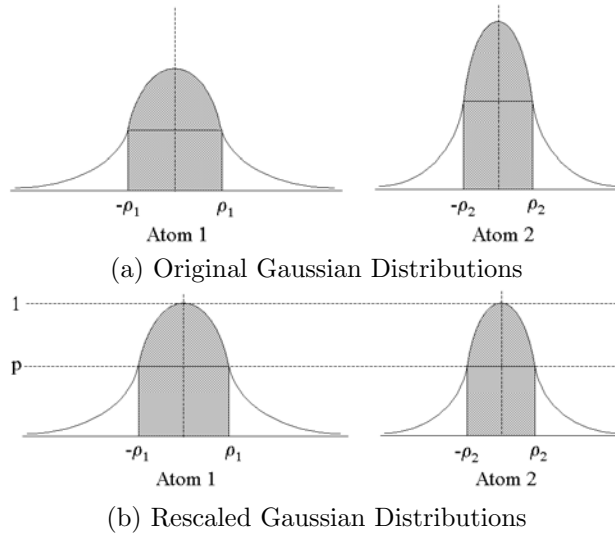 -ρ₁ ρ₁ -ρ₂ ρ₂
Atom 1 Atom 2
(a) Original Gaussian Distributions
1
p
-ρ₁ ρ₁ -ρ₂ ρ₂
Atom 1 Atom 2
(b) Rescaled Gaussian Distributions